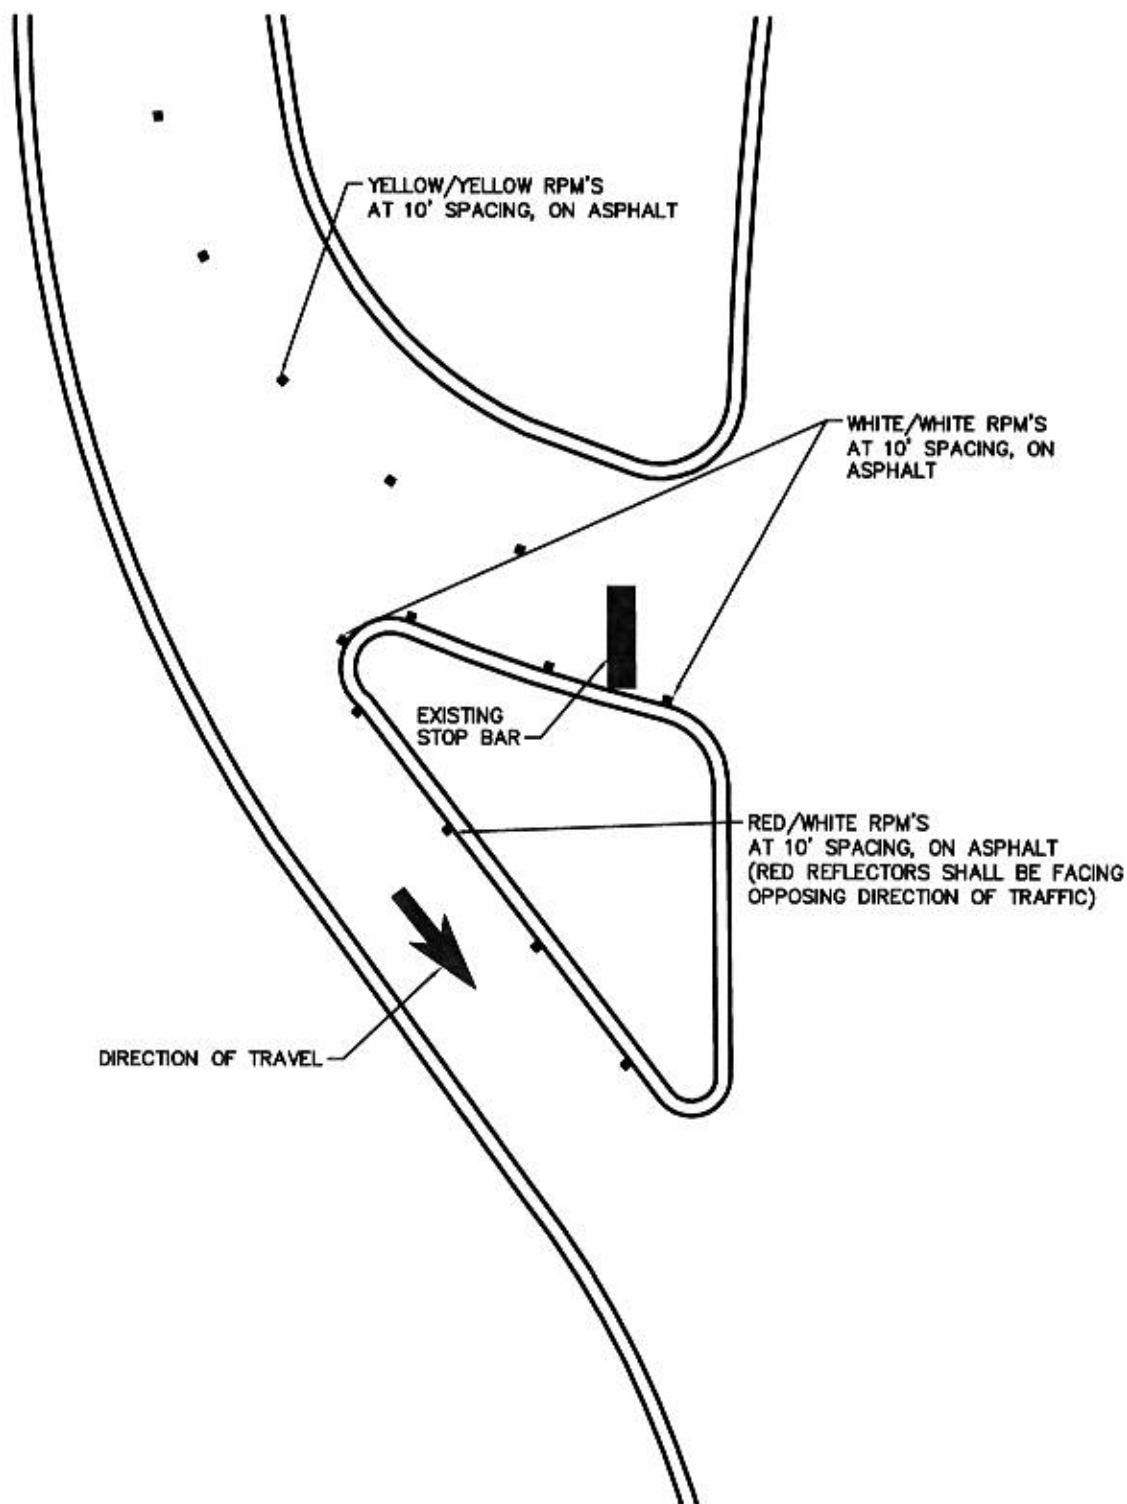 YELLOW/YELLOW RPM'S
AT 10' SPACING, ON ASPHALT
WHITE/WHITE RPM'S
AT 10' SPACING, ON
ASPHALT
EXISTING
STOP BAR
RED/WHITE RPM'S
AT 10' SPACING, ON ASPHALT
(RED REFLECTORS SHALL BE FACING
OPPOSING DIRECTION OF TRAFFIC)
DIRECTION OF TRAVEL